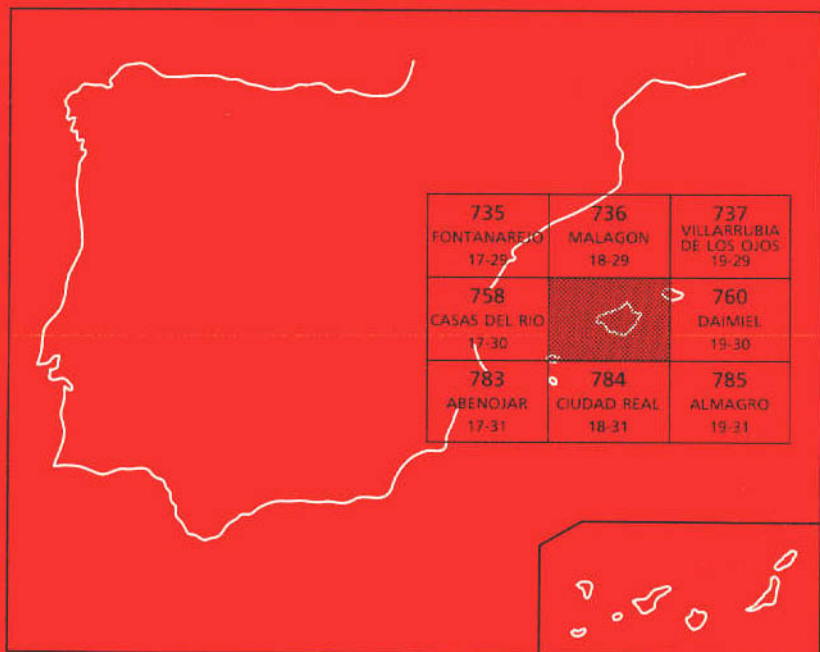 735
FONTANAREJO
17-29
736
MALAGON
18-29
737
VILLARRUBIA
DE LOS OJOS
19-29
758
CASAS DEL RIO
17-30
760
DAIMIEL
19-30
783
ABENOJAR
17-31
784
CIUDAD REAL
18-31
785
ALMAGRO
19-31